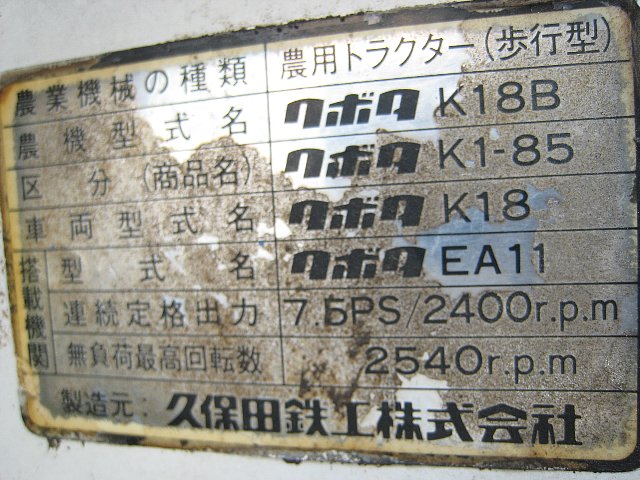 農業機械の種類 農用トラクター(歩行型)
農機型式名 クボタ K18B
区分(商品名) クボタ K1-85
車両型式名 クボタ K18
搭載機関 型式名 クボタ EA11
連続定格出力 7.5PS/2400r.p.m
無負荷最高回転数 2540r.p.m
製造元: 久保田鉄工株式会社